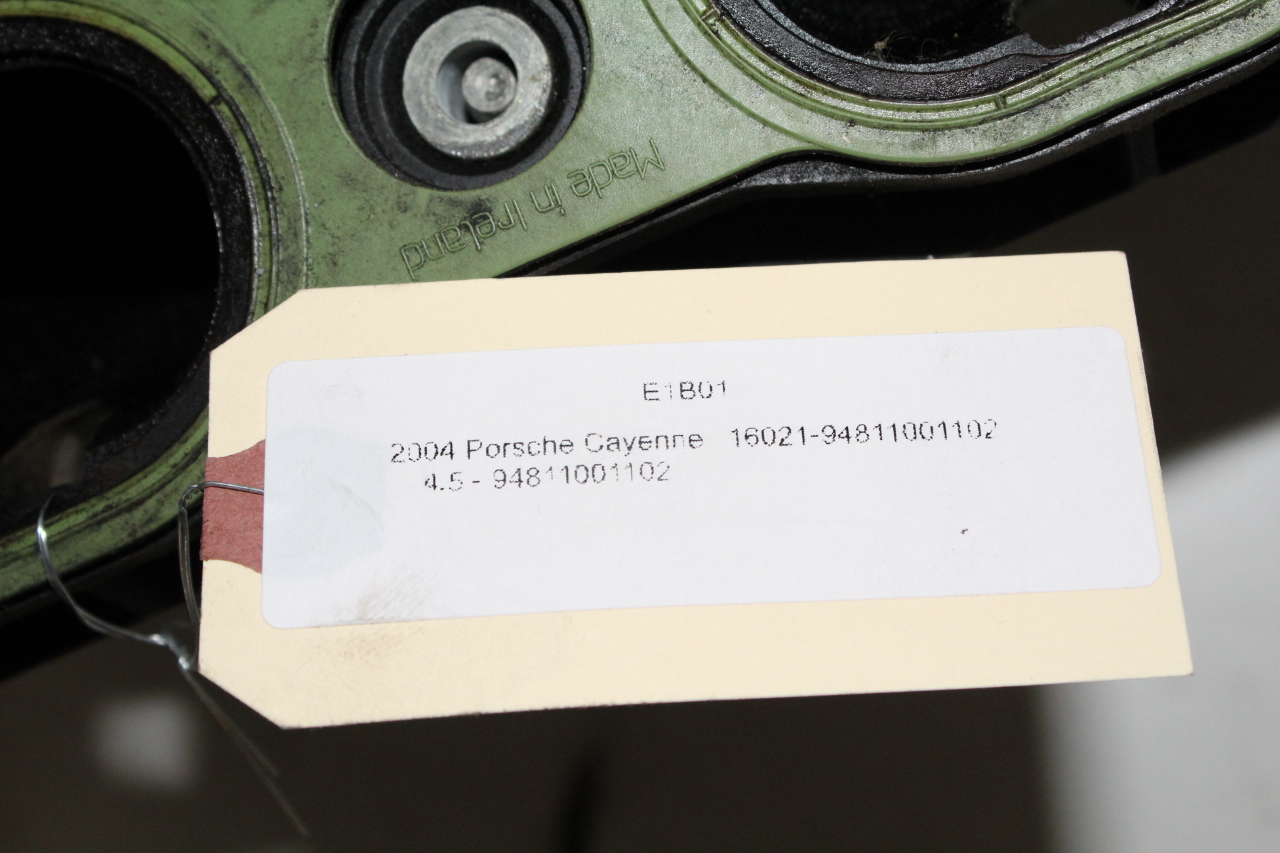 Made in Ireland
E1B01
2004 Porsche Cayenne 16021-94811001102
4.5 - 94811001102